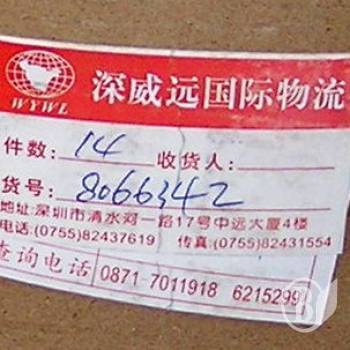 WYWL 深威远国际物流
件数: 14 收货人:
货号: 8066342
地址:深圳市清水河一路17号中远大厦4楼
电话:(0755)82437619 传真:(0755)82431554
查询电话 0871-7011918 6215299